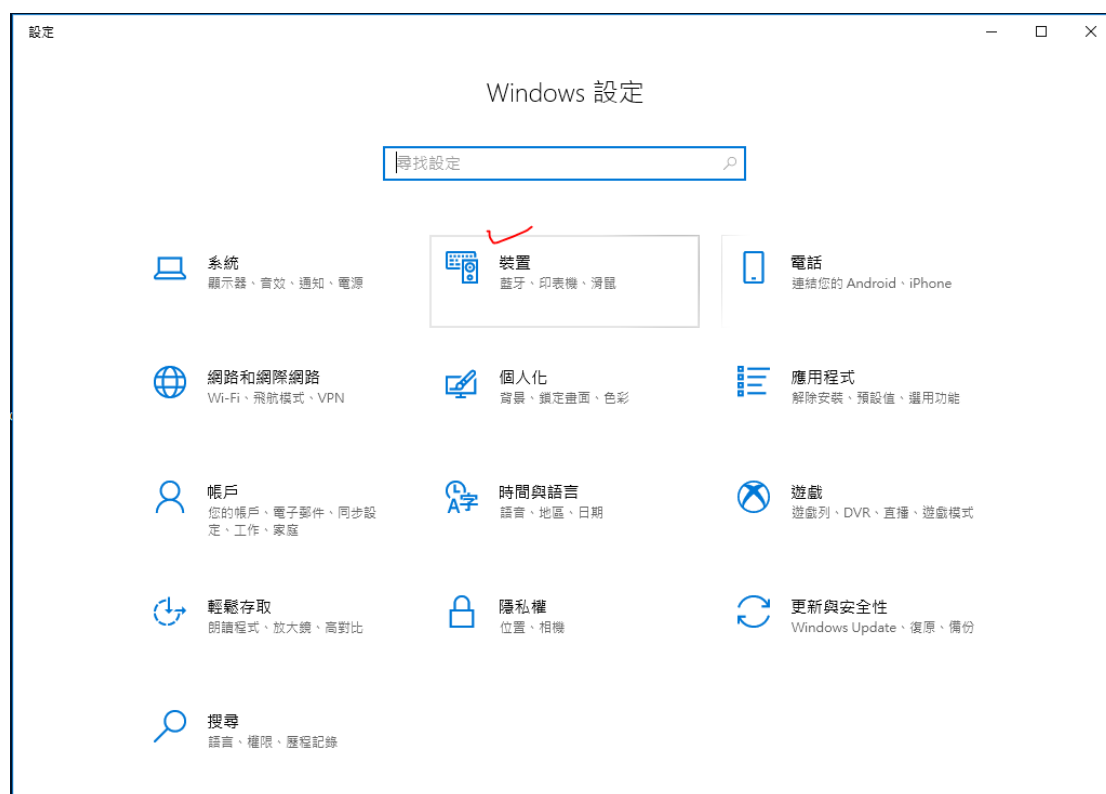 設定
Windows 設定
尋找設定
系統
顯示器、音效、通知、電源
裝置
藍牙、印表機、滑鼠
電話
連結您的 Android、iPhone
網路和網際網路
Wi-Fi、飛航模式、VPN
個人化
背景、鎖定畫面、色彩
應用程式
解除安裝、預設值、選用功能
帳戶
您的帳戶、電子郵件、同步設
定、工作、家庭
時間與語言
語音、地區、日期
遊戲
遊戲列、DVR、直播、遊戲模式
輕鬆存取
朗讀程式、放大鏡、高對比
隱私權
位置、相機
更新與安全性
Windows Update、復原、備份
搜尋
語言、權限、歷程記錄